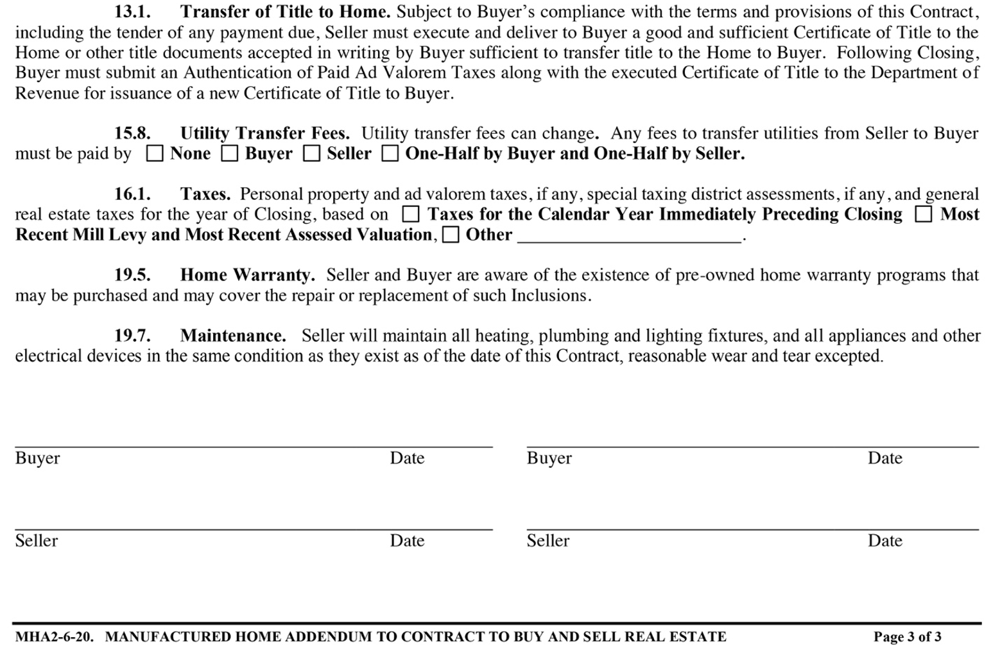 13.1. Transfer of Title to Home. Subject to Buyer’s compliance with the terms and provisions of this Contract,
including the tender of any payment due, Seller must execute and deliver to Buyer a good and sufficient Certificate of Title to the
Home or other title documents accepted in writing by Buyer sufficient to transfer title to the Home to Buyer. Following Closing,
Buyer must submit an Authentication of Paid Ad Valorem Taxes along with the executed Certificate of Title to the Department of
Revenue for issuance of a new Certificate of Title to Buyer.
15.8. Utility Transfer Fees. Utility transfer fees can change. Any fees to transfer utilities from Seller to Buyer
must be paid by ☐ None ☐ Buyer ☐ Seller ☐ One-Half by Buyer and One-Half by Seller.
16.1. Taxes. Personal property and ad valorem taxes, if any, special taxing district assessments, if any, and general
real estate taxes for the year of Closing, based on ☐ Taxes for the Calendar Year Immediately Preceding Closing ☐ Most
Recent Mill Levy and Most Recent Assessed Valuation, ☐ Other _________________________.
19.5. Home Warranty. Seller and Buyer are aware of the existence of pre-owned home warranty programs that
may be purchased and may cover the repair or replacement of such Inclusions.
19.7. Maintenance. Seller will maintain all heating, plumbing and lighting fixtures, and all appliances and other
electrical devices in the same condition as they exist as of the date of this Contract, reasonable wear and tear excepted.
Buyer Date Buyer Date
Seller Date Seller Date
MHA2-6-20. MANUFACTURED HOME ADDENDUM TO CONTRACT TO BUY AND SELL REAL ESTATE Page 3 of 3